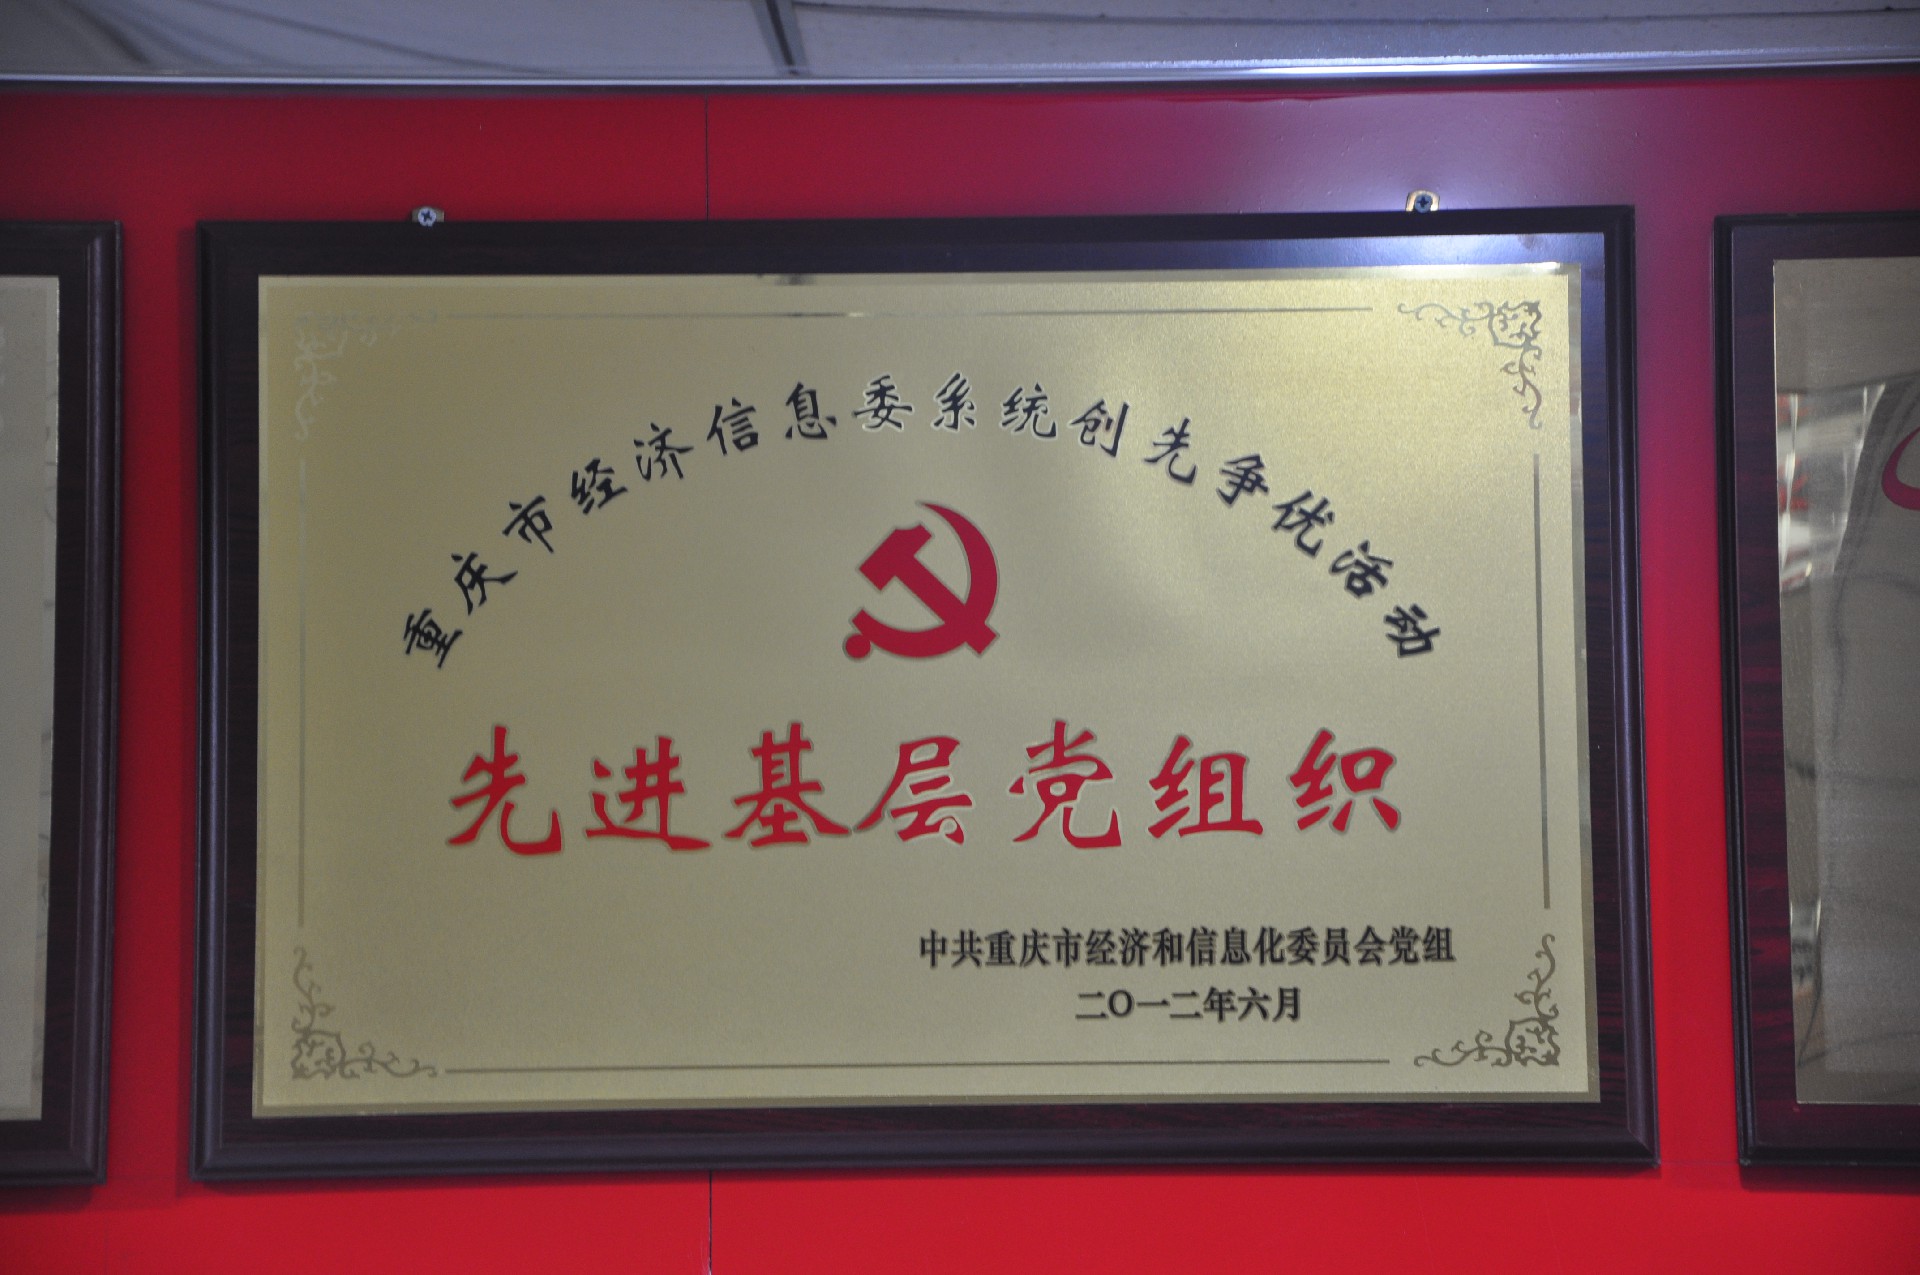 重庆市经济信息委系统创先争优活动
先进基层党组织
中共重庆市经济和信息化委员会党组
二〇一二年六月